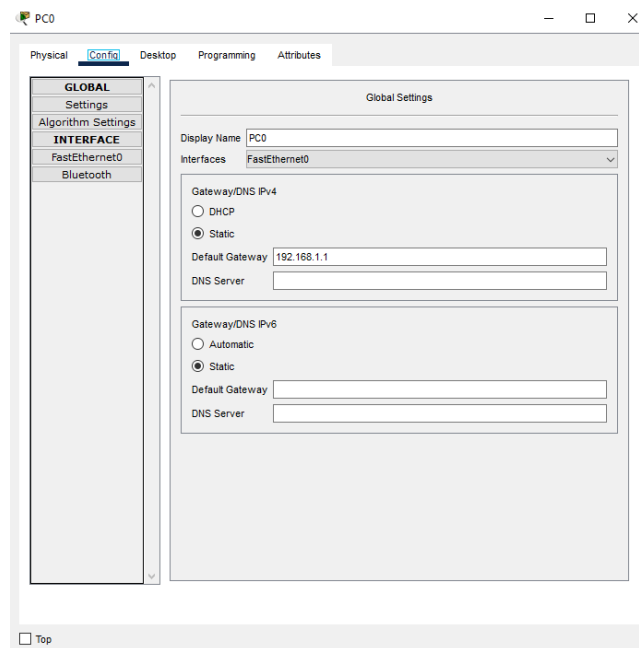 PC0
Physical Config Desktop Programming Attributes
GLOBAL
Settings
Algorithm Settings
INTERFACE
FastEthernet0
Bluetooth
Global Settings
Display Name PC0
Interfaces FastEthernet0
Gateway/DNS IPv4
DHCP
Static
Default Gateway 192.168.1.1
DNS Server
Gateway/DNS IPv6
Automatic
Static
Default Gateway
DNS Server
Top